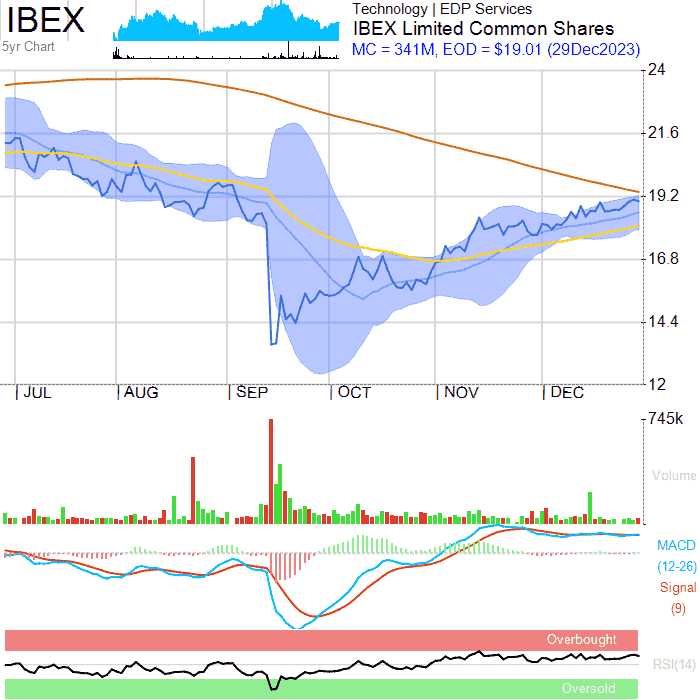 IBEX
5yr Chart
Technology | EDP Services
IBEX Limited Common Shares
MC = 341M, EOD = $19.01 (29Dec2023)
24
21.6
19.2
16.8
14.4
12
JUL AUG SEP OCT NOV DEC
745k
Volume
MACD
(12-26)
Signal
(9)
Overbought
RSI(14)
Oversold